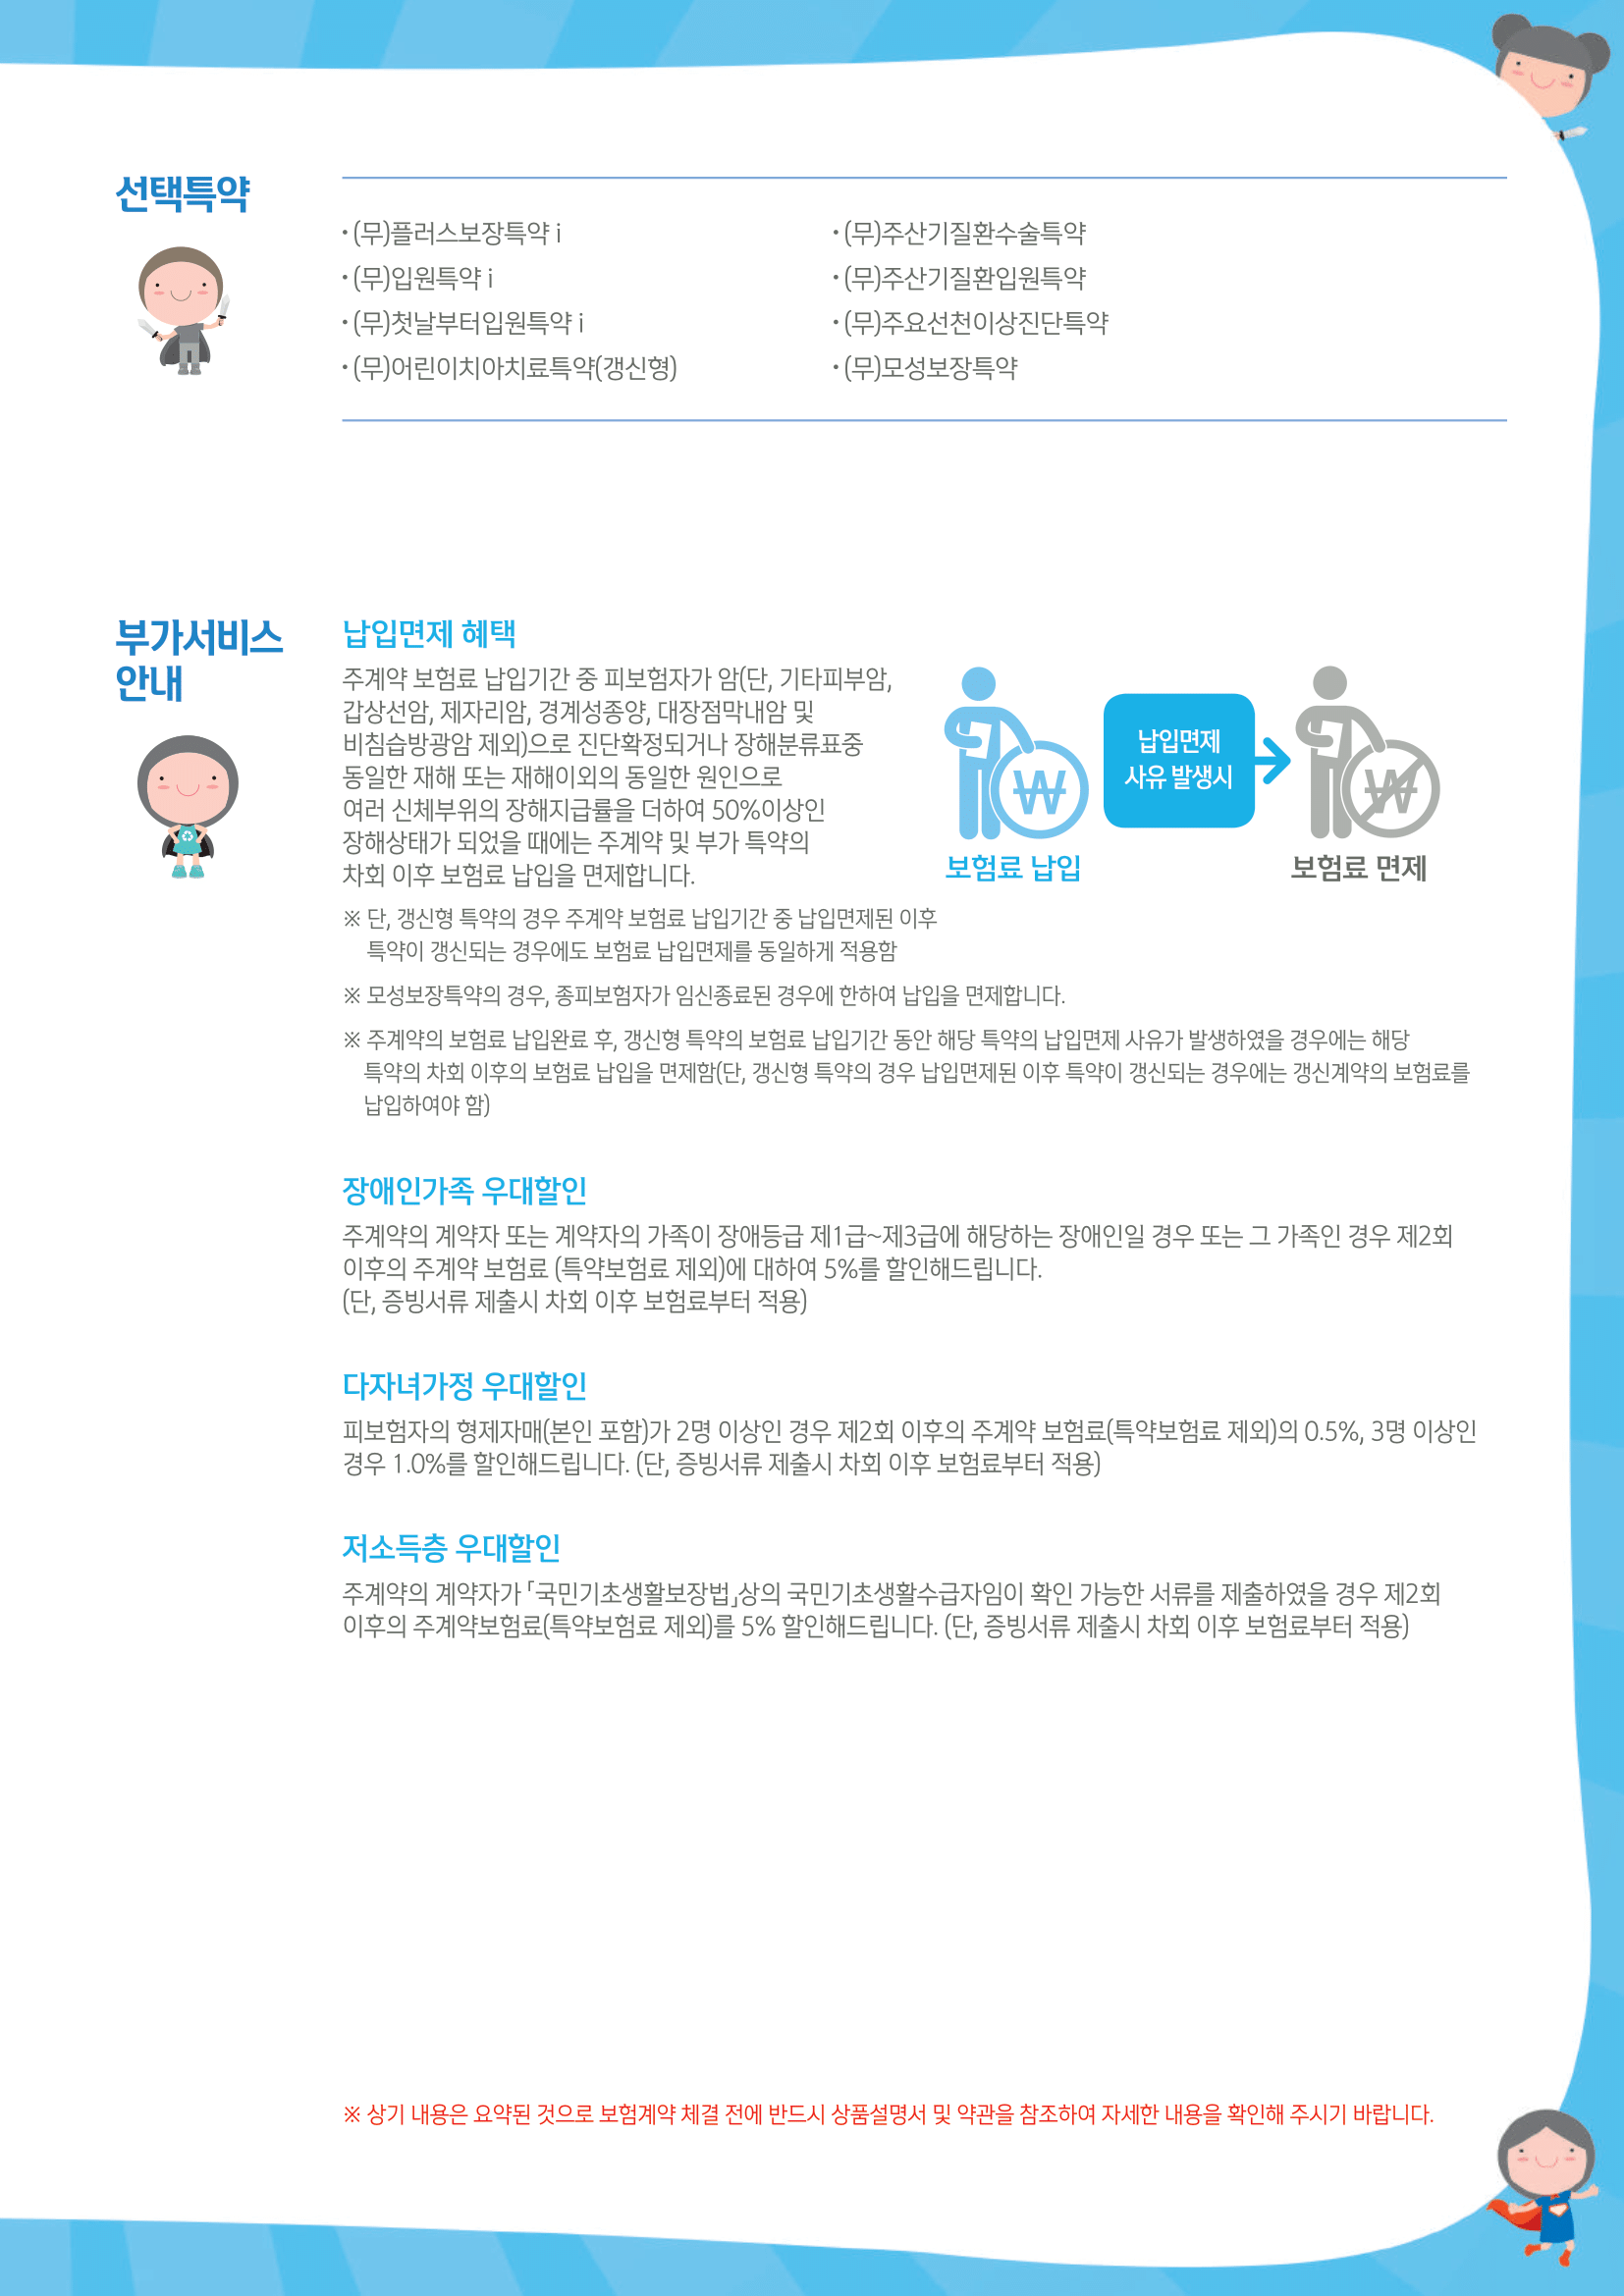 선택특약
• (무)플러스보장특약 i
• (무)입원특약 i
• (무)첫날부터입원특약 i
• (무)어린이치아치료특약(갱신형)
• (무)주산기질환수술특약
• (무)주산기질환입원특약
• (무)주요선천이상진단특약
• (무)모성보장특약
부가서비스
안내
납입면제 혜택
주계약 보험료 납입기간 중 피보험자가 암(단, 기타피부암,
갑상선암, 제자리암, 경계성종양, 대장점막내암 및
비침습방광암 제외)으로 진단확정되거나 장해분류표중
동일한 재해 또는 재해이외의 동일한 원인으로
여러 신체부위의 장해지급률을 더하여 50%이상인
장해상태가 되었을 때에는 주계약 및 부가 특약의
차회 이후 보험료 납입을 면제합니다.
보험료 납입
납입면제
사유 발생시
보험료 면제
※ 단, 갱신형 특약의 경우 주계약 보험료 납입기간 중 납입면제된 이후
특약이 갱신되는 경우에도 보험료 납입면제를 동일하게 적용함
※ 모성보장특약의 경우, 종피보험자가 임신종료된 경우에 한하여 납입을 면제합니다.
※ 주계약의 보험료 납입완료 후, 갱신형 특약의 보험료 납입기간 동안 해당 특약의 납입면제 사유가 발생하였을 경우에는 해당
특약의 차회 이후의 보험료 납입을 면제함(단, 갱신형 특약의 경우 납입면제된 이후 특약이 갱신되는 경우에는 갱신계약의 보험료를
납입하여야 함)
장애인가족 우대할인
주계약의 계약자 또는 계약자의 가족이 장애등급 제1급~제3급에 해당하는 장애인일 경우 또는 그 가족인 경우 제2회
이후의 주계약 보험료 (특약보험료 제외)에 대하여 5%를 할인해드립니다.
(단, 증빙서류 제출시 차회 이후 보험료부터 적용)
다자녀가정 우대할인
피보험자의 형제자매(본인 포함)가 2명 이상인 경우 제2회 이후의 주계약 보험료(특약보험료 제외)의 0.5%, 3명 이상인
경우 1.0%를 할인해드립니다. (단, 증빙서류 제출시 차회 이후 보험료부터 적용)
저소득층 우대할인
주계약의 계약자가 「국민기초생활보장법」상의 국민기초생활수급자임이 확인 가능한 서류를 제출하였을 경우 제2회
이후의 주계약보험료(특약보험료 제외)를 5% 할인해드립니다. (단, 증빙서류 제출시 차회 이후 보험료부터 적용)
※ 상기 내용은 요약된 것으로 보험계약 체결 전에 반드시 상품설명서 및 약관을 참조하여 자세한 내용을 확인해 주시기 바랍니다.